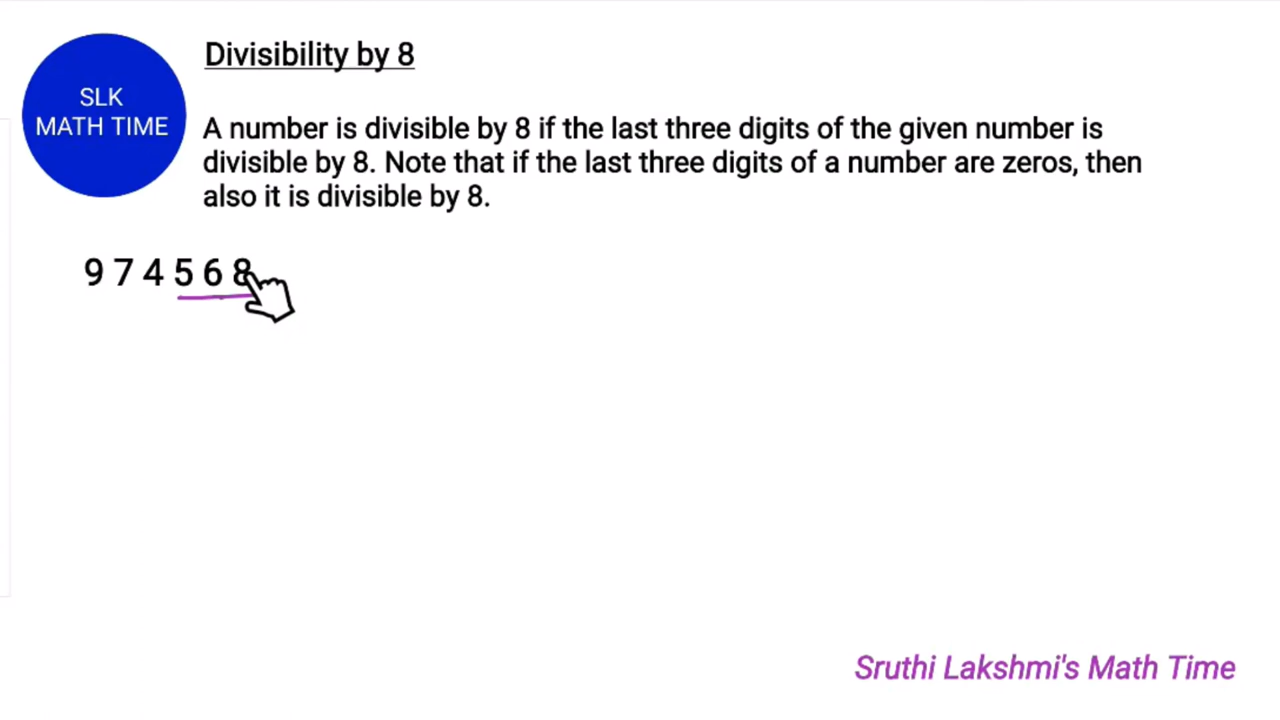 Divisibility by 8
SLK
MATH TIME
A number is divisible by 8 if the last three digits of the given number is
divisible by 8. Note that if the last three digits of a number are zeros, then
also it is divisible by 8.
9 7 4 5 6 8
Sruthi Lakshmi's Math Time